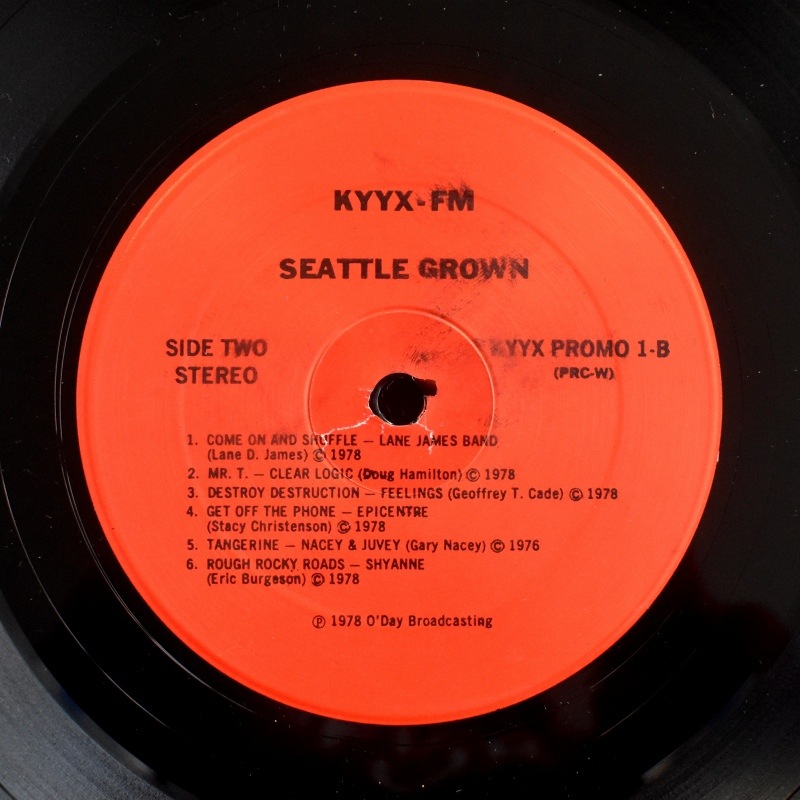 KYYX-FM
SEATTLE GROWN
SIDE TWO
STEREO
KYYX PROMO 1-B
(PRC-W)
1. COME ON AND SHUFFLE — LANE JAMES BAND
(Lane D. James) © 1978
2. MR. T. — CLEAR LOGIC (Doug Hamilton) © 1978
3. DESTROY DESTRUCTION — FEELINGS (Geoffrey T. Cade) © 1978
4. GET OFF THE PHONE — EPICENTRE
(Stacy Christenson) © 1978
5. TANGERINE — NACEY & JUVEY (Gary Nacey) © 1976
6. ROUGH ROCKY ROADS — SHYANNE
(Eric Burgeson) © 1978
℗ 1978 O'Day Broadcasting